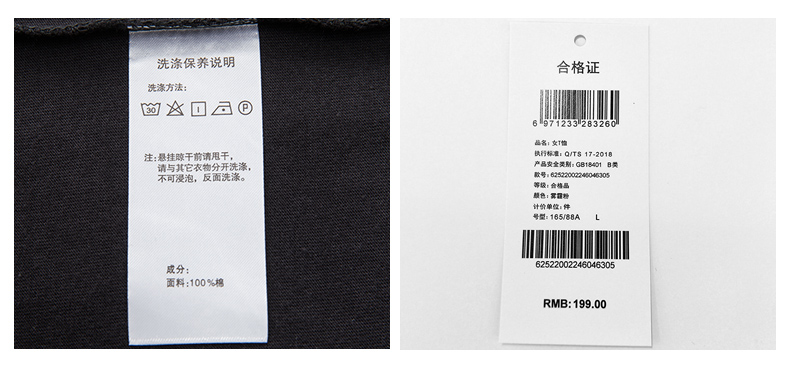 洗涤保养说明
洗涤方法:
30
P
注:悬挂晾干前请甩干,
请与其它衣物分开洗涤,
不可浸泡,反面洗涤。
成分:
面料:100%棉
合格证
6 971233 283260
品名: 女T恤
执行标准: Q/TS 17-2018
产品安全类别: GB18401 B类
款号: 62522002246046305
等级: 合格品
颜色: 雾霾粉
计价单位: 件
号型: 165/88A L
62522002246046305
RMB: 199.00